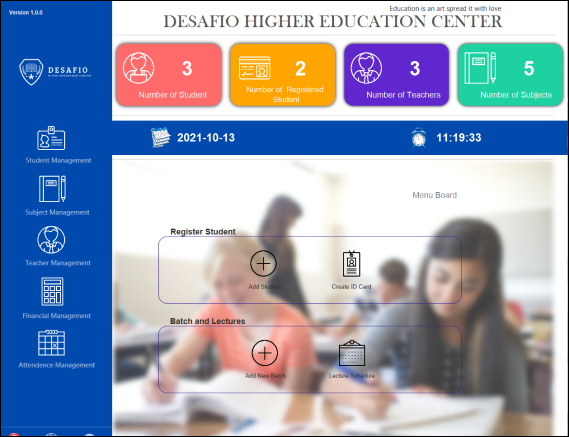 Version 1.0.0
Education is an art spread it with love
DESAFIO HIGHER EDUCATION CENTER
DESAFIO
3
Number of Student
2
Number of Registered
Student
3
Number of Teachers
5
Number of Subjects
2021-10-13
11:19:33
Student Management
Subject Management
Teacher Management
Financial Management
Attendence Management
Menu Board
Register Student
Add Student
Create ID Card
Batch and Lectures
Add New Batch
Lecture Schedule